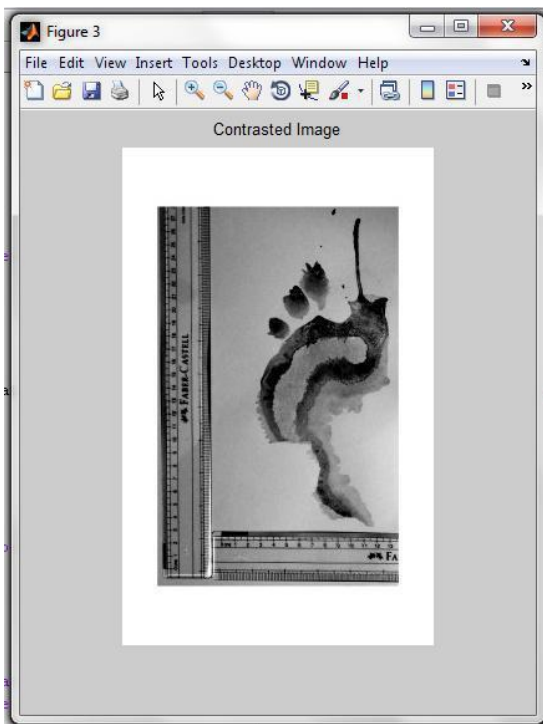 Figure 3
File Edit View Insert Tools Desktop Window Help
Contrasted Image
FABER-CASTELL
FA